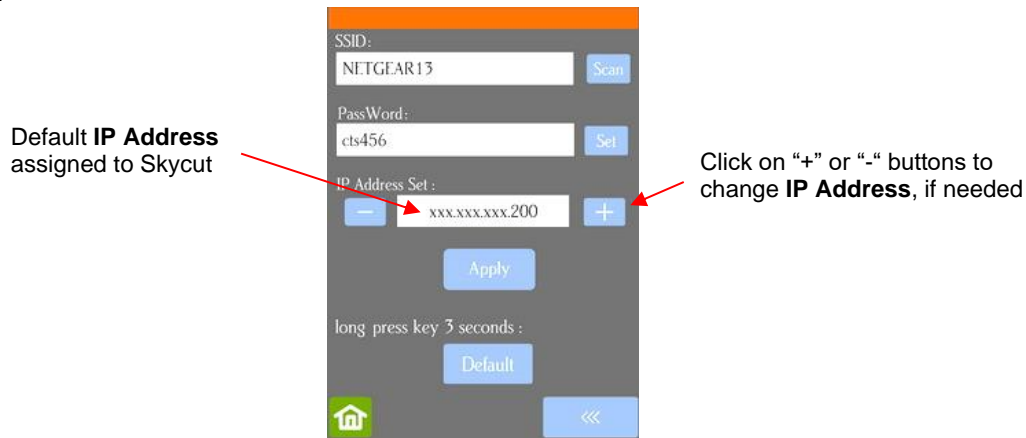 SSID:
NETGEAR13
Scan
PassWord:
cts456
Set
Default IP Address
assigned to Skycut
Click on “+” or “-“ buttons to
change IP Address, if needed
IP Address Set :
− xxx.xxx.xxx.200 +
Apply
long press key 3 seconds :
Default
<<<